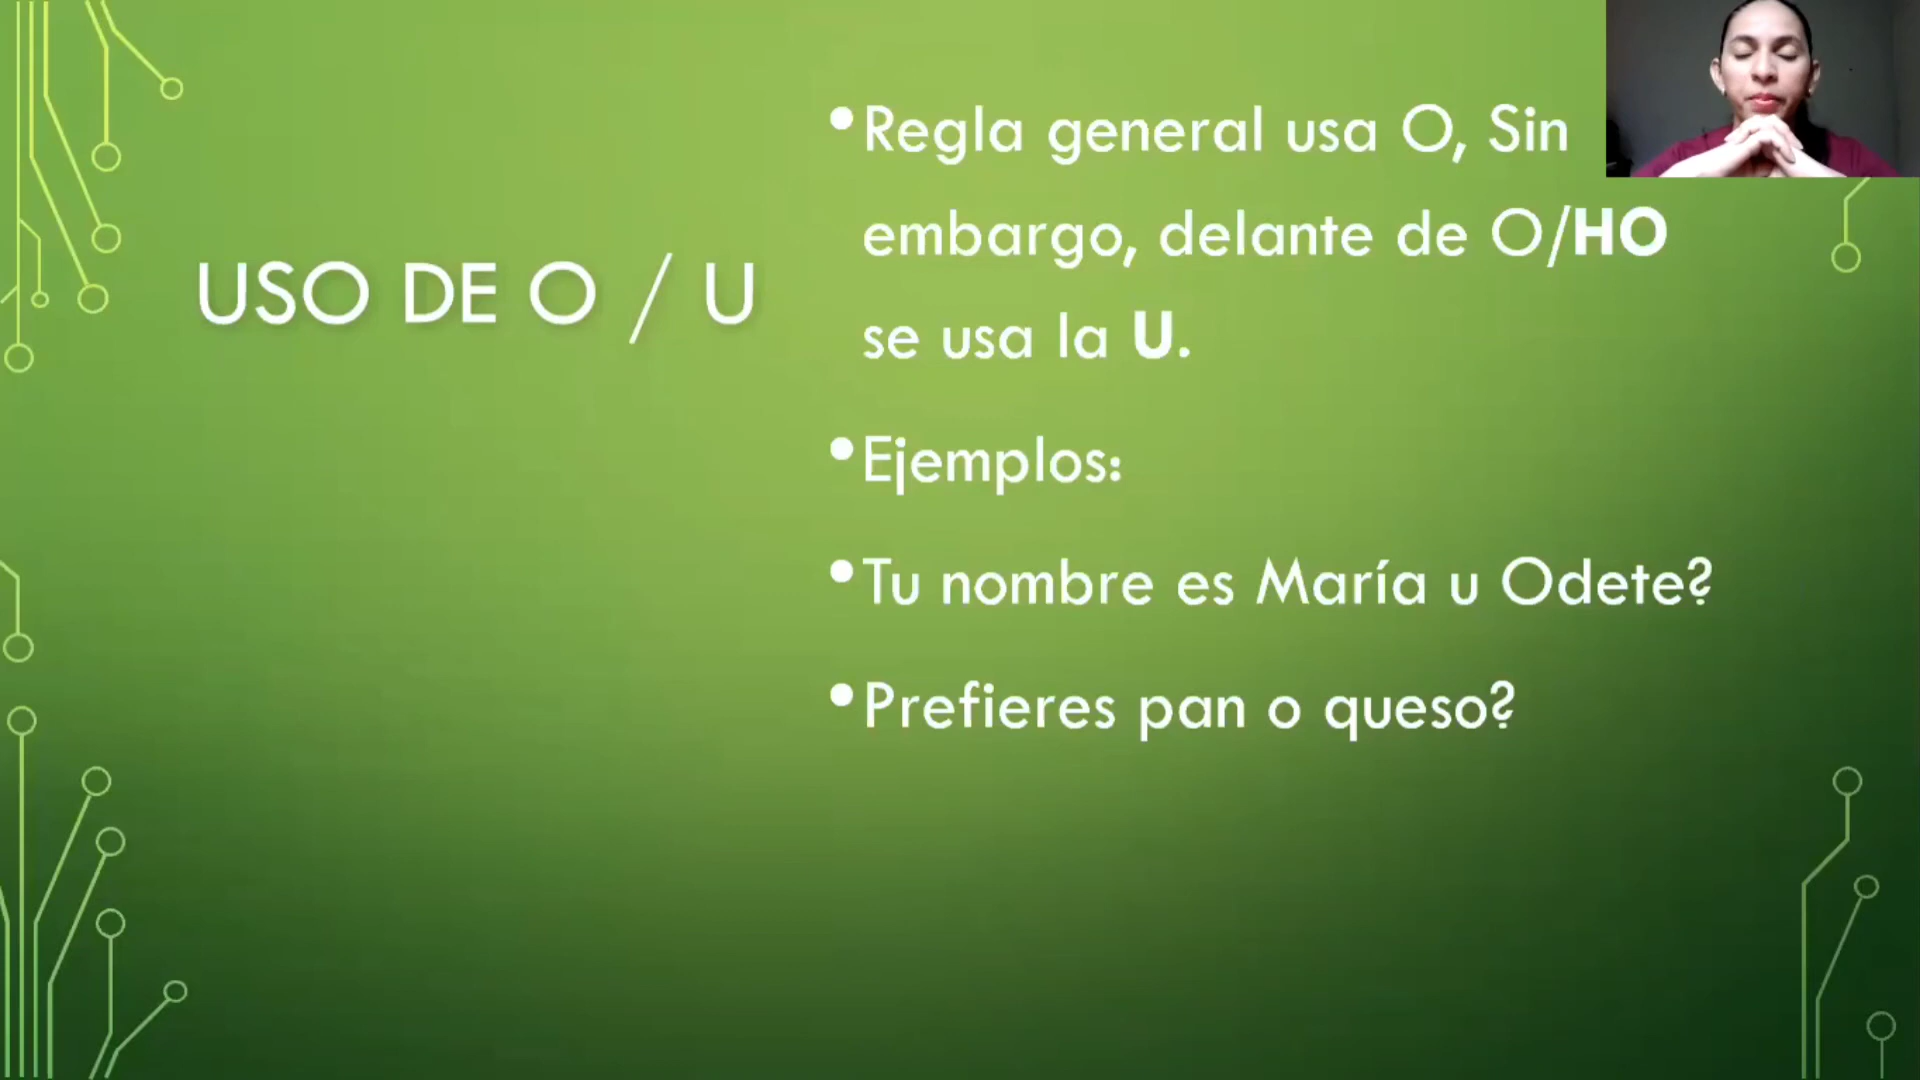 USO DE O / U
•Regla general usa O, Sin
embargo, delante de O/HO
se usa la U.
•Ejemplos:
•Tu nombre es María u Odete?
•Prefieres pan o queso?